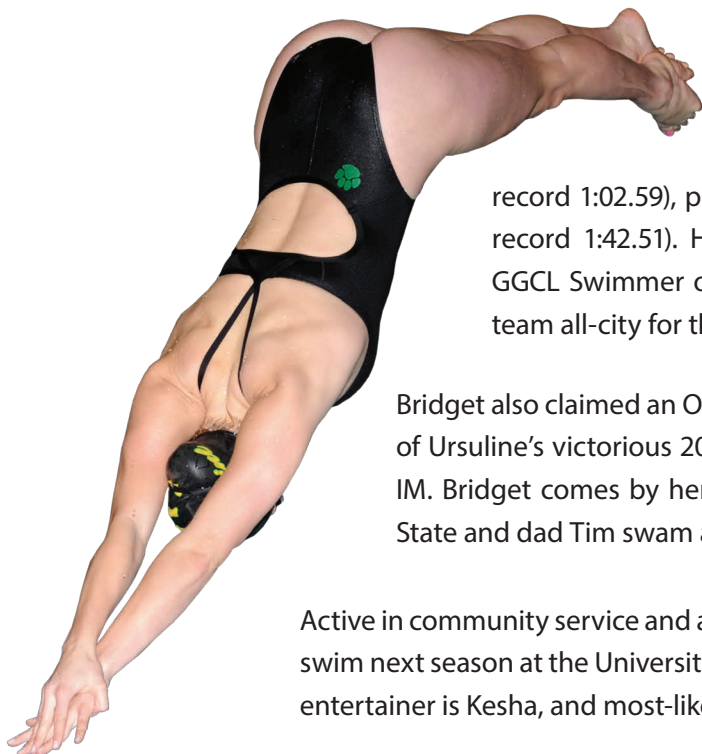 record 1:02.59), p
record 1:42.51). H
GGCL Swimmer o
team all-city for th
Bridget also claimed an O
of Ursuline's victorious 20
IM. Bridget comes by her
State and dad Tim swam a
Active in community service and a
swim next season at the Universit
entertainer is Kesha, and most-like